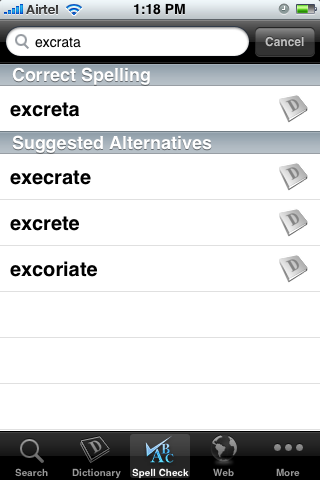 Airtel 1:18 PM
excrata Cancel
Correct Spelling
excreta
Suggested Alternatives
execrate
excrete
excoriate
Search Dictionary Spell Check Web More